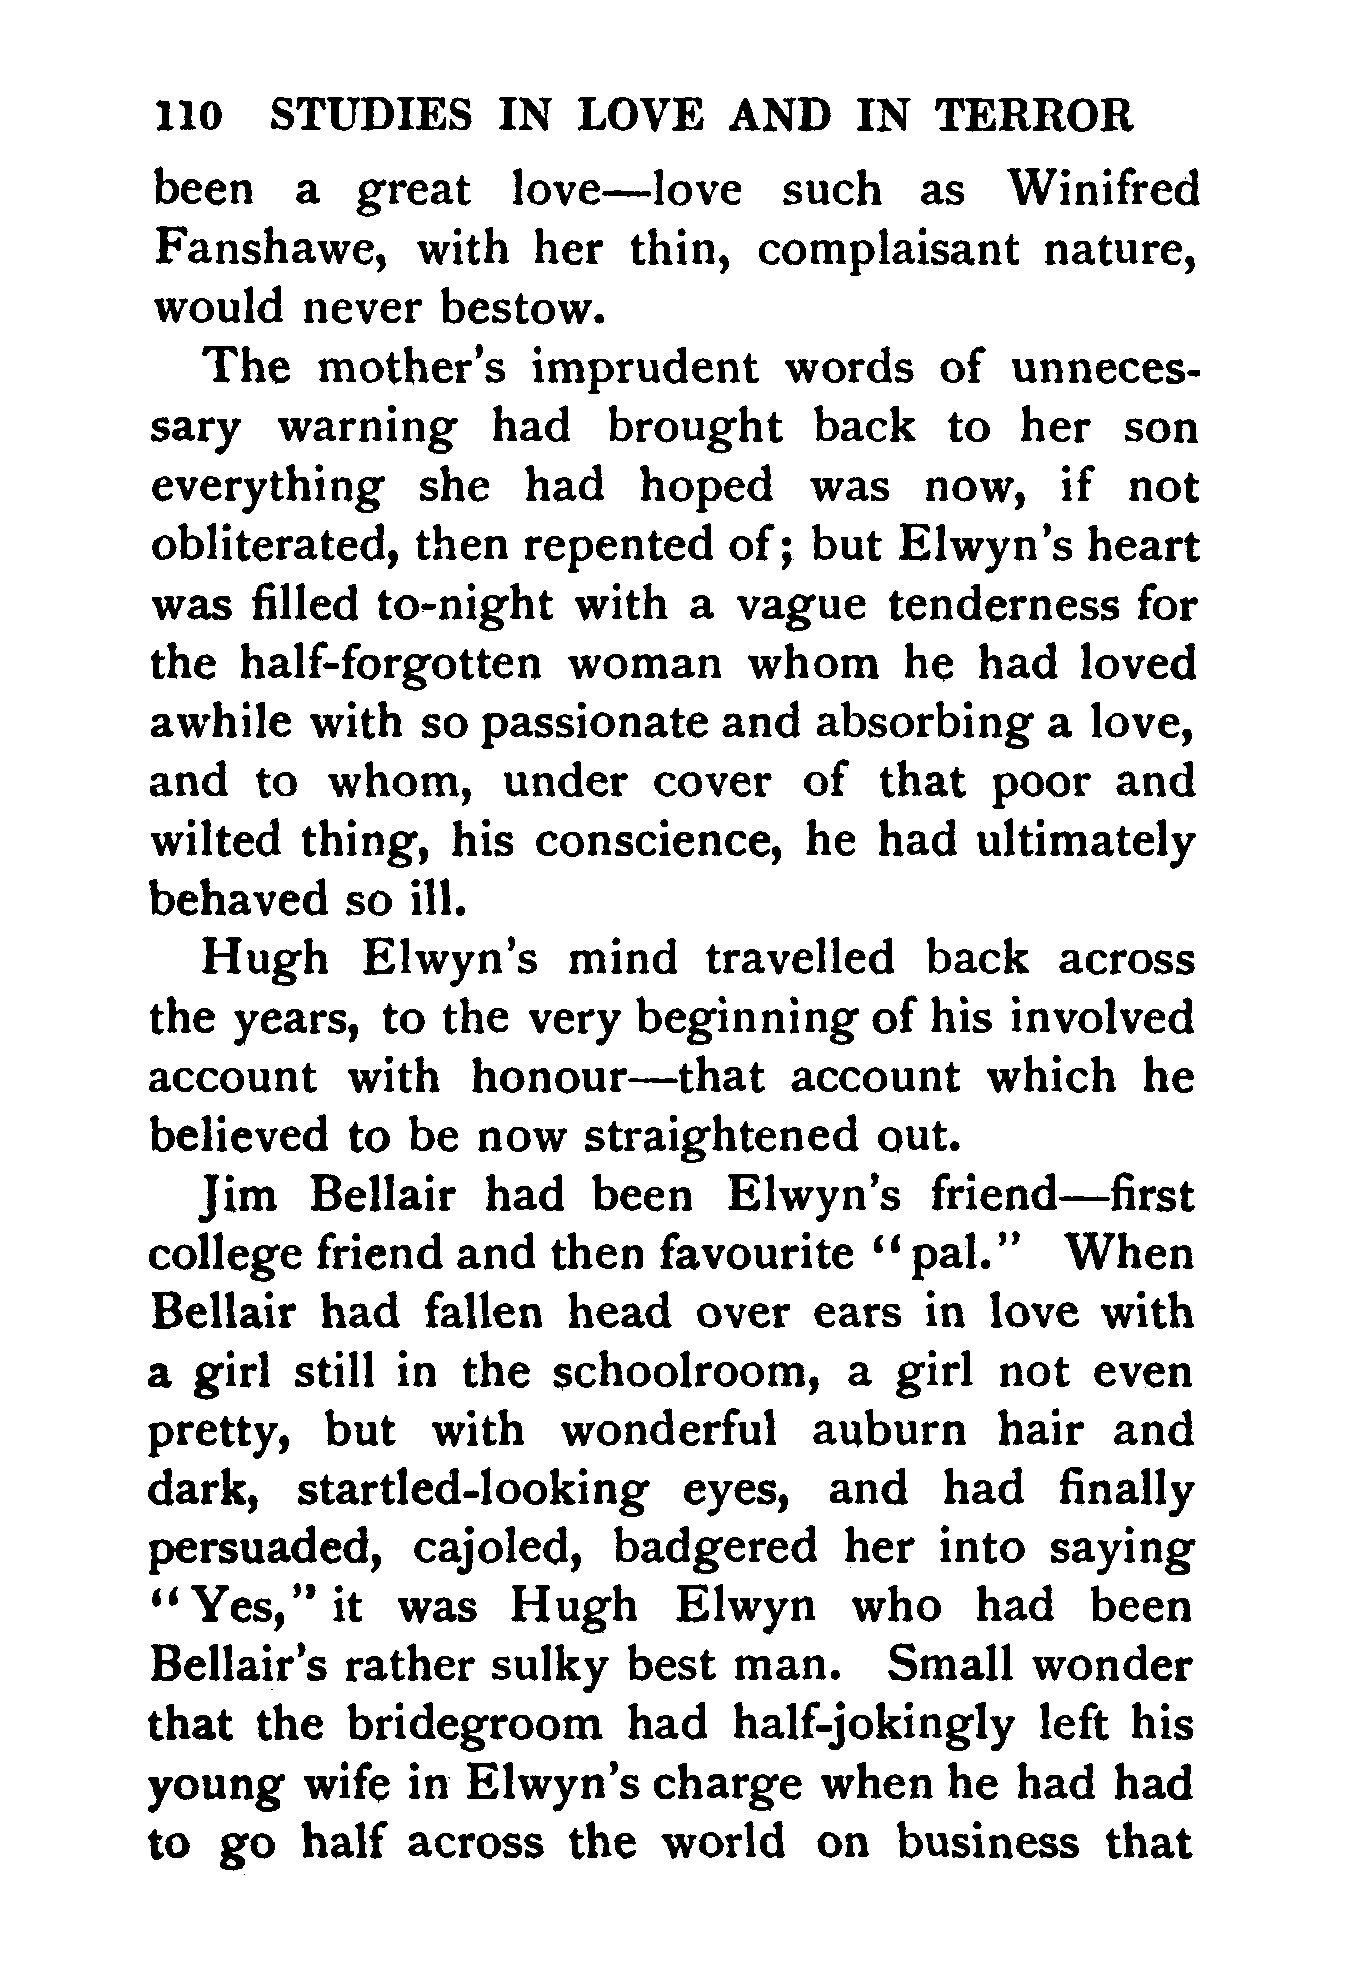 110 STUDIES IN LOVE AND IN TERROR
been a great love—love such as Winifred
Fanshawe, with her thin, complaisant nature,
would never bestow.
The mother's imprudent words of unneces-
sary warning had brought back to her son
everything she had hoped was now, if not
obliterated, then repented of; but Elwyn's heart
was filled to-night with a vague tenderness for
the half-forgotten woman whom he had loved
awhile with so passionate and absorbing a love,
and to whom, under cover of that poor and
wilted thing, his conscience, he had ultimately
behaved so ill.
Hugh Elwyn's mind travelled back across
the years, to the very beginning of his involved
account with honour—that account which he
believed to be now straightened out.
Jim Bellair had been Elwyn's friend—first
college friend and then favourite "pal." When
Bellair had fallen head over ears in love with
a girl still in the schoolroom, a girl not even
pretty, but with wonderful auburn hair and
dark, startled-looking eyes, and had finally
persuaded, cajoled, badgered her into saying
"Yes," it was Hugh Elwyn who had been
Bellair's rather sulky best man. Small wonder
that the bridegroom had half-jokingly left his
young wife in Elwyn's charge when he had had
to go half across the world on business that